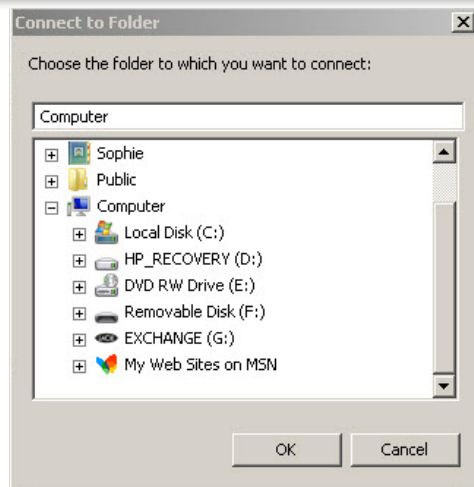 Connect to Folder
Choose the folder to which you want to connect:
Computer
Sophie
Public
Computer
Local Disk (C:)
HP_RECOVERY (D:)
DVD RW Drive (E:)
Removable Disk (F:)
EXCHANGE (G:)
My Web Sites on MSN
OK Cancel